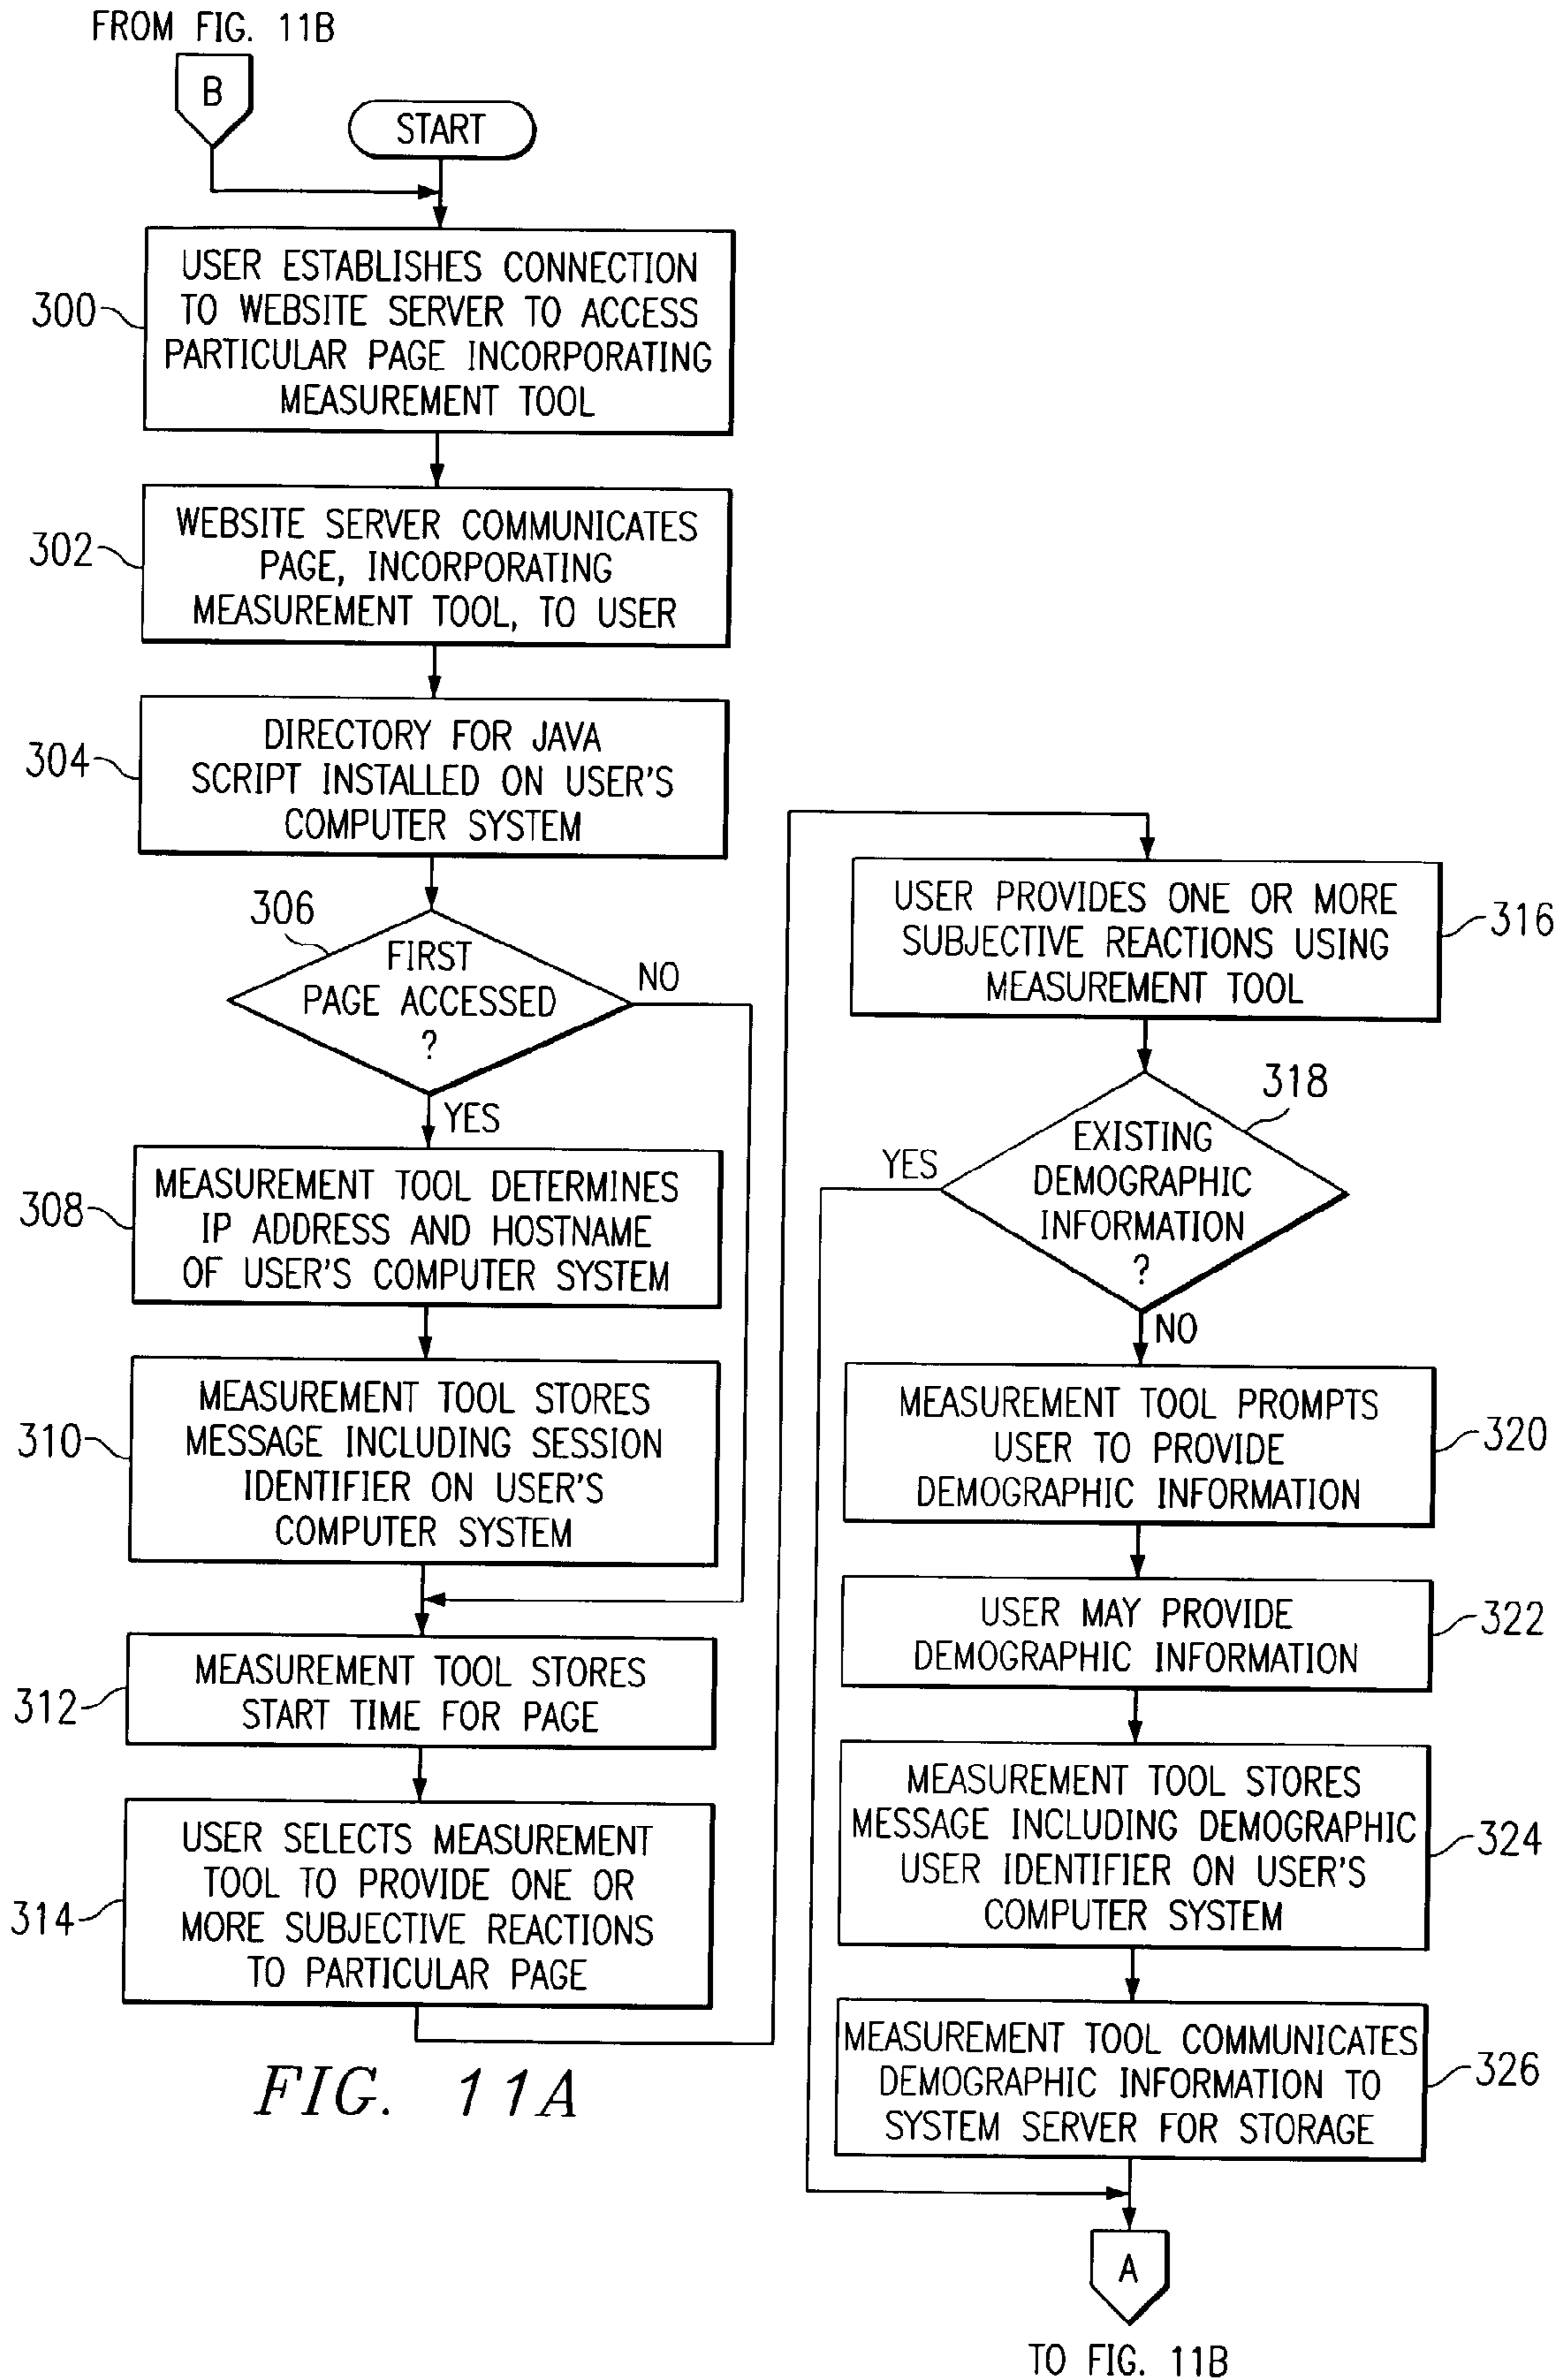 FROM FIG. 11B
B
START
300
USER ESTABLISHES CONNECTION
TO WEBSITE SERVER TO ACCESS
PARTICULAR PAGE INCORPORATING
MEASUREMENT TOOL
302
WEBSITE SERVER COMMUNICATES
PAGE, INCORPORATING
MEASUREMENT TOOL, TO USER
304
DIRECTORY FOR JAVA
SCRIPT INSTALLED ON USER'S
COMPUTER SYSTEM
306
FIRST
PAGE ACCESSED
?
NO
YES
308
MEASUREMENT TOOL DETERMINES
IP ADDRESS AND HOSTNAME
OF USER'S COMPUTER SYSTEM
310
MEASUREMENT TOOL STORES
MESSAGE INCLUDING SESSION
IDENTIFIER ON USER'S
COMPUTER SYSTEM
312
MEASUREMENT TOOL STORES
START TIME FOR PAGE
314
USER SELECTS MEASUREMENT
TOOL TO PROVIDE ONE OR
MORE SUBJECTIVE REACTIONS
TO PARTICULAR PAGE
FIG. 11A
USER PROVIDES ONE OR MORE
SUBJECTIVE REACTIONS USING
MEASUREMENT TOOL
316
318
EXISTING
DEMOGRAPHIC
INFORMATION
?
YES
NO
MEASUREMENT TOOL PROMPTS
USER TO PROVIDE
DEMOGRAPHIC INFORMATION
320
USER MAY PROVIDE
DEMOGRAPHIC INFORMATION
322
MEASUREMENT TOOL STORES
MESSAGE INCLUDING DEMOGRAPHIC
USER IDENTIFIER ON USER'S
COMPUTER SYSTEM
324
MEASUREMENT TOOL COMMUNICATES
DEMOGRAPHIC INFORMATION TO
SYSTEM SERVER FOR STORAGE
326
A
TO FIG. 11B